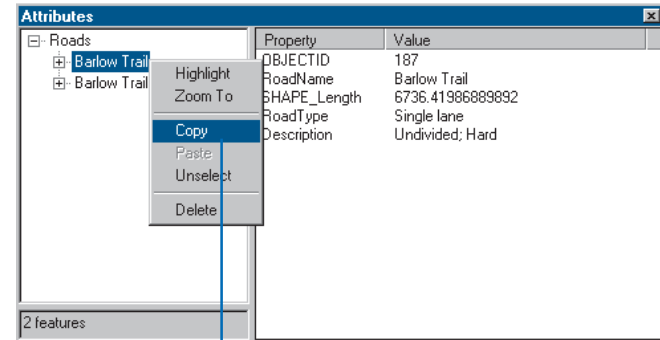 Attributes
Roads
Barlow Trail
Barlow Trail
Highlight
Zoom To
Copy
Paste
Unselect
Delete
2 features
Property Value
OBJECTID 187
RoadName Barlow Trail
SHAPE_Length 6736.41986889892
RoadType Single lane
Description Undivided; Hard